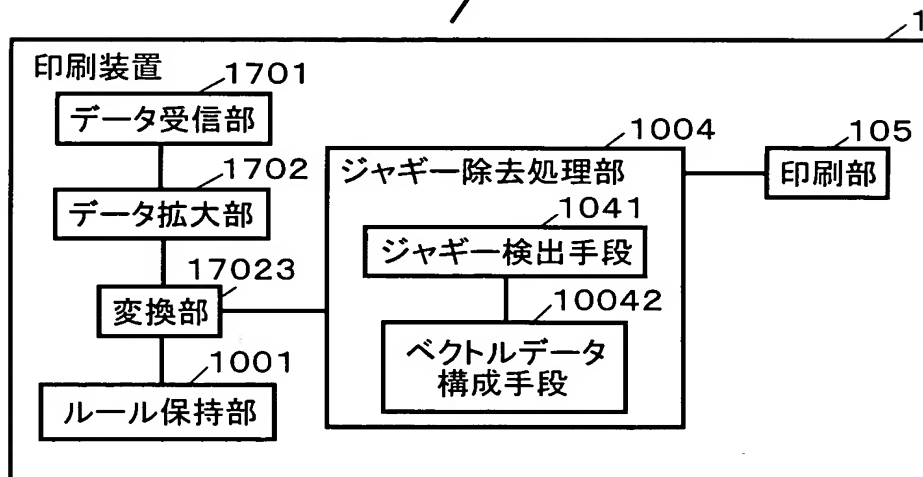 1
印刷装置
1701
データ受信部
1702
データ拡大部
17023
変換部
1001
ルール保持部
1004
ジャギー除去処理部
1041
ジャギー検出手段
10042
ベクトルデータ
構成手段
105
印刷部